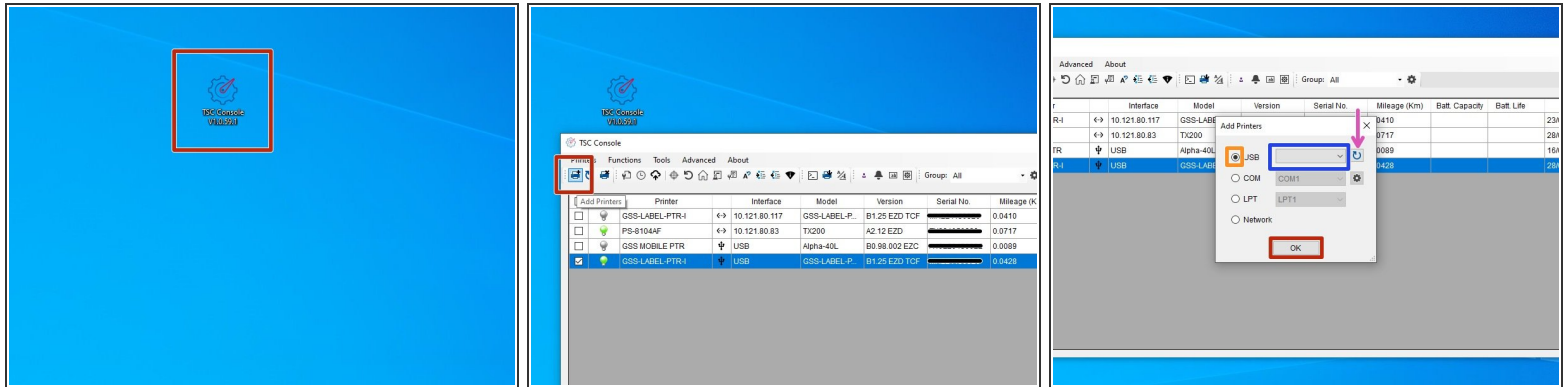 TSC Console
V1.0.59.1
TSC Console
V1.0.59.1
TSC Console
Printers Functions Tools Advanced About
Group: All
Add Printers
Printer Interface Model Version Serial No. Mileage (K
GSS-LABEL-PTR-I 10.121.80.117 GSS-LABEL-P... B1.25 EZD TCF 0.0410
PS-8104AF 10.121.80.83 TX200 A2.12 EZD 0.0717
GSS MOBILE PTR USB Alpha-40L B0.98.002 EZC 0.0089
GSS-LABEL-PTR-I USB GSS-LABEL-P... B1.25 EZD TCF 0.0428
Advanced About
Group: All
r Interface Model Version Serial No. Mileage (Km) Batt. Capacity Batt. Life
R-I 10.121.80.117 GSS-LABE 0410 23/
10.121.80.83 TX200 0717 28/
TR USB Alpha-40L 0089 16/
R-I USB GSS-LABE 0428 28/
Add Printers
USB
COM COM1
LPT LPT1
Network
OK